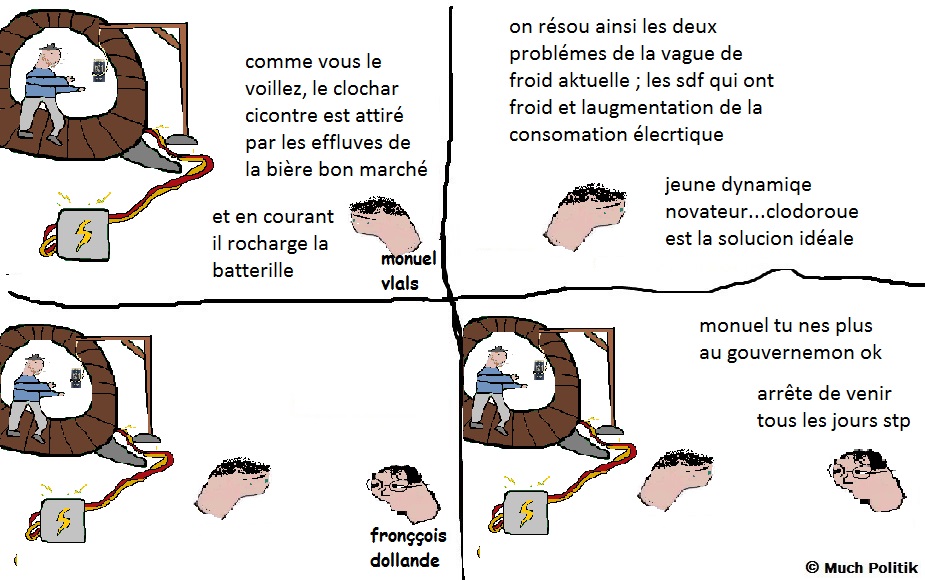 comme vous le
voillez, le clochar
cicontre est attiré
par les effluves de
la bière bon marché
et en courant
il rocharge la
batterille
monuel
vlals
on résou ainsi les deux
problémes de la vague de
froid aktuelle ; les sdf qui ont
froid et laugmentation de la
consomation élecrtique
jeune dynamiqe
novateur...clodoroue
est la solucion idéale
fronççois
dollande
monuel tu nes plus
au gouvernemon ok
arrête de venir
tous les jours stp
© Much Politik